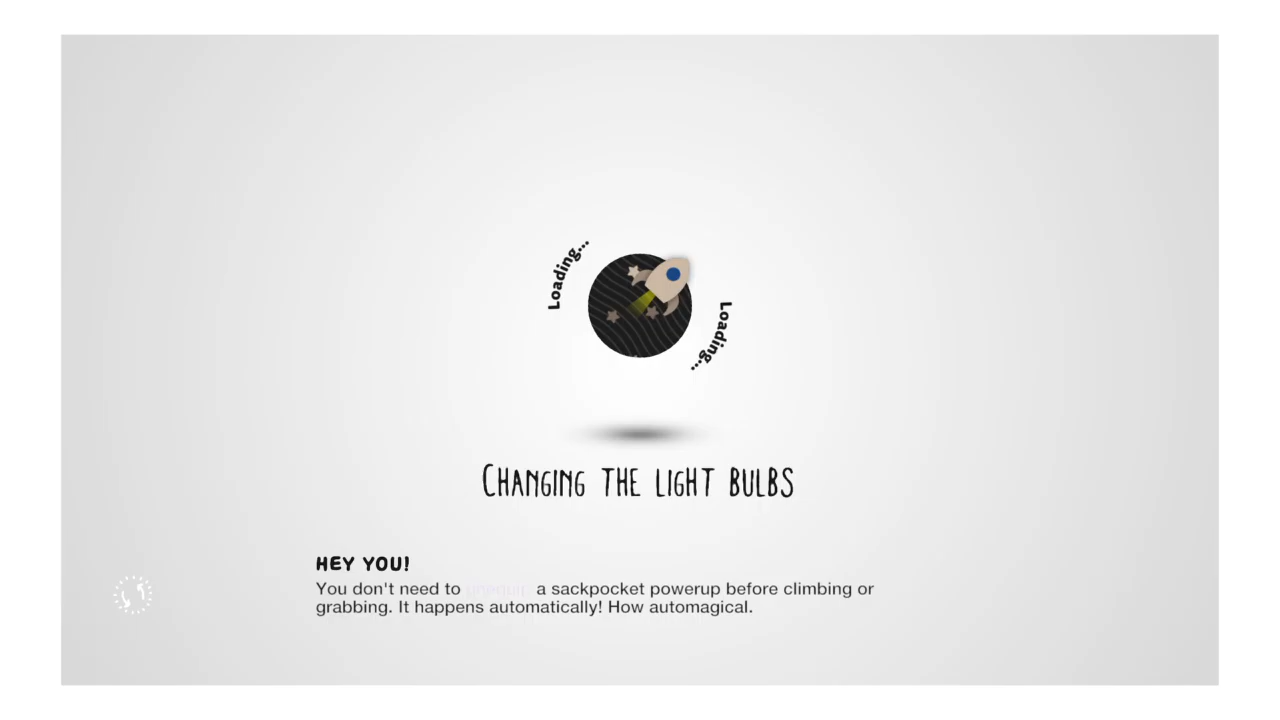 Loading...
Loading...
CHANGING THE LIGHT BULBS
HEY YOU!
You don't need to a sackpocket powerup before climbing or
grabbing. It happens automatically! How automagical.